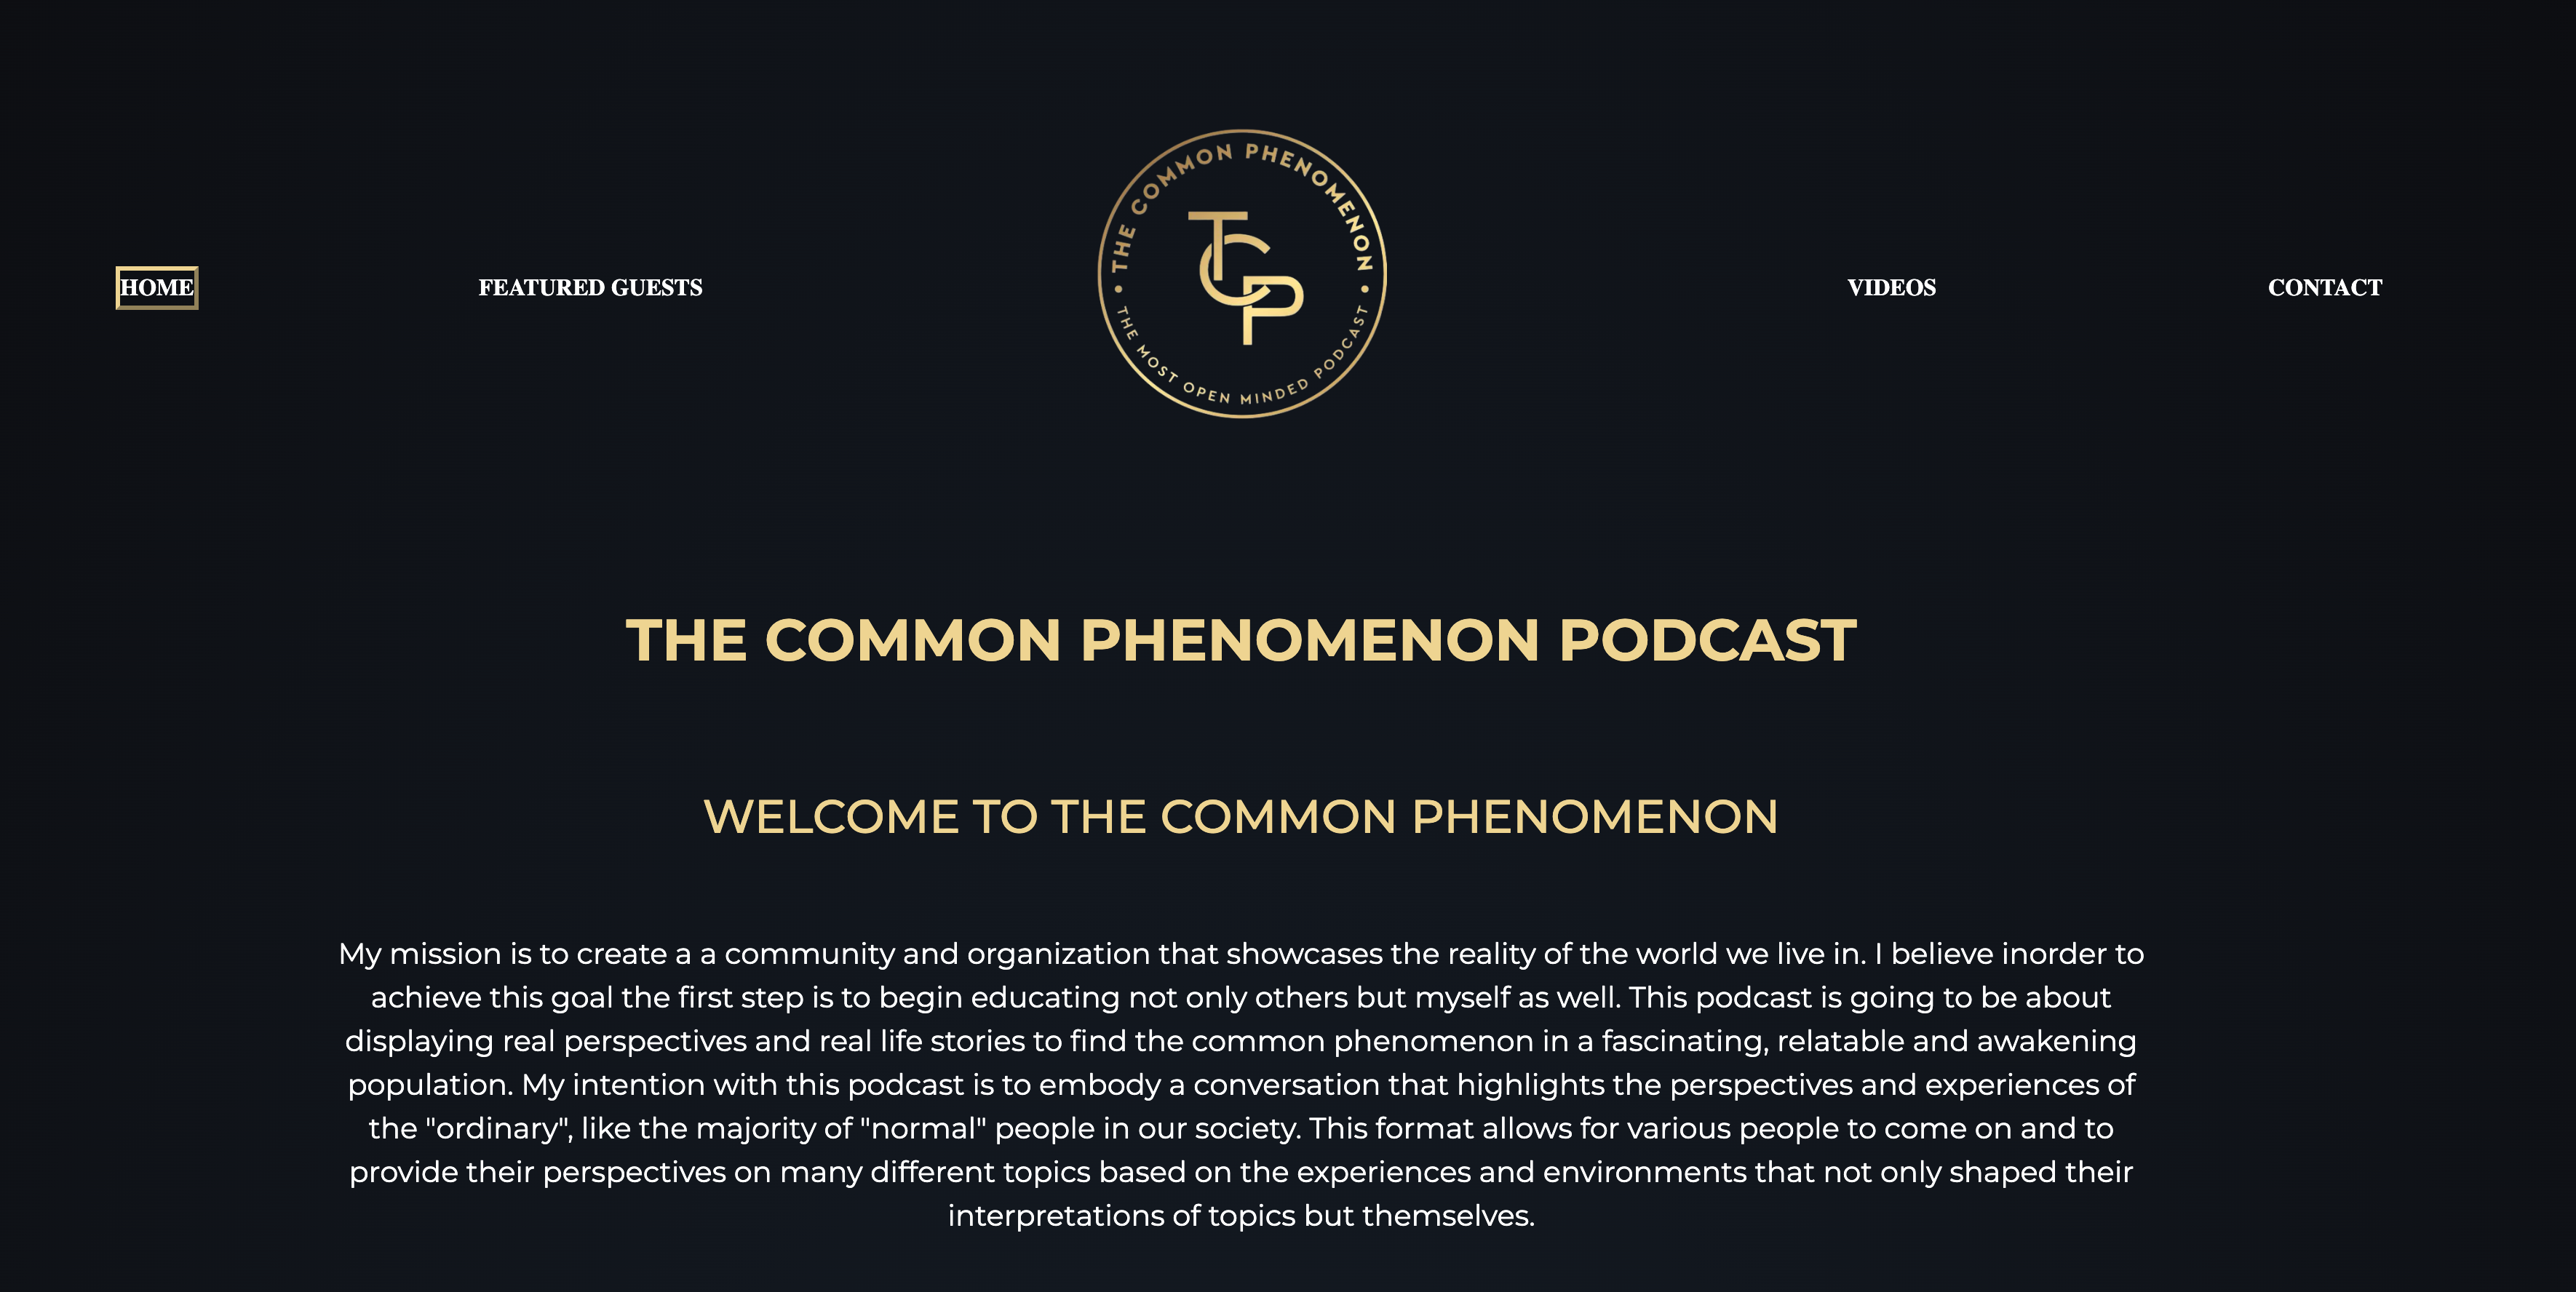 THE COMMON PHENOMENON
TCP
THE MOST OPEN MINDED PODCAST
HOME
FEATURED GUESTS
VIDEOS
CONTACT
THE COMMON PHENOMENON PODCAST
WELCOME TO THE COMMON PHENOMENON
My mission is to create a a community and organization that showcases the reality of the world we live in. I believe inorder to
achieve this goal the first step is to begin educating not only others but myself as well. This podcast is going to be about
displaying real perspectives and real life stories to find the common phenomenon in a fascinating, relatable and awakening
population. My intention with this podcast is to embody a conversation that highlights the perspectives and experiences of
the "ordinary", like the majority of "normal" people in our society. This format allows for various people to come on and to
provide their perspectives on many different topics based on the experiences and environments that not only shaped their
interpretations of topics but themselves.